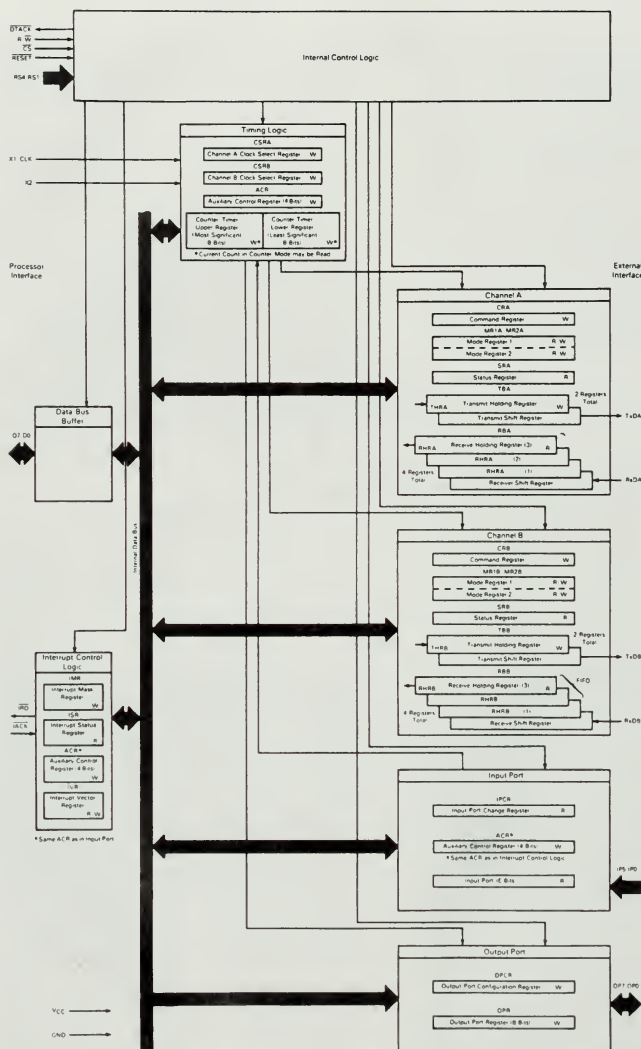 DTACK
R W
CS
RESET
RS4 RS1
Internal Control Logic
Timing Logic
CSRA
Channel A Clock Select Register W
CSRB
Channel B Clock Select Register W
ACR
Auxiliary Control Register (4 Bits) W
X1 CLK
X2
Counter Timer
Upper Register
(Most Significant
8 Bits) W*
Counter Timer
Lower Register
(Least Significant
8 Bits) W*
* Current Count in Counter Mode may be Read
Processor
Interface
External
Interface
Channel A
CRA
Command Register W
MR1A MR2A
Mode Register 1 R W
Mode Register 2 R W
SRA
Status Register R
TBA
THRA
Transmit Holding Register W
Transmit Shift Register
2 Registers
Total
TxDA
RBA
RHRA
Receive Holding Register (3) R
RHRA (2)
RHRA (1)
Receiver Shift Register
4 Registers
Total
RxDA
Data Bus
Buffer
D7 D0
Internal Data Bus
Channel B
CRB
Command Register W
MR1B MR2B
Mode Register 1 R W
Mode Register 2 R W
SRB
Status Register R
TBB
THRB
Transmit Holding Register W
Transmit Shift Register
2 Registers
Total
TxDB
RBB
RHRB
Receive Holding Register (3) R
RHRB
RHRB (1)
Receive Shift Register
FIFO
4 Registers
Total
RxDB
Interrupt Control
Logic
IMR
Interrupt Mask
Register
W
ISR
Interrupt Status
Register
R
ACR*
Auxiliary Control
Register (4 Bits)
W
IVR
Interrupt Vector
Register
R W
* Same ACR as in Input Port
IRQ
IACK
Input Port
IPCR
Input Port Change Register R
ACR*
Auxiliary Control Register (4 Bits) W
* Same ACR as in Interrupt Control Logic
Input Port (6 Bits) R
IP5 IP0
Output Port
OPCR
Output Port Configuration Register W
OPR
Output Port Register (8 Bits) W
OP7 OP0
VCC
GND